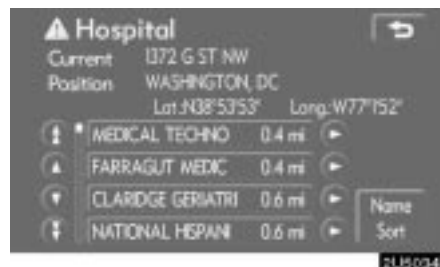 Hospital
Current 1372 G ST NW
Position WASHINGTON, DC
Lat.:N38°53'53" Long.:W77°1'52"
MEDICAL TECHNO 0.4 mi
FARRAGUT MEDIC 0.4 mi
CLARIDGE GERIATRI 0.6 mi
NATIONAL HISPANI 0.6 mi
Name
Sort
2U5034